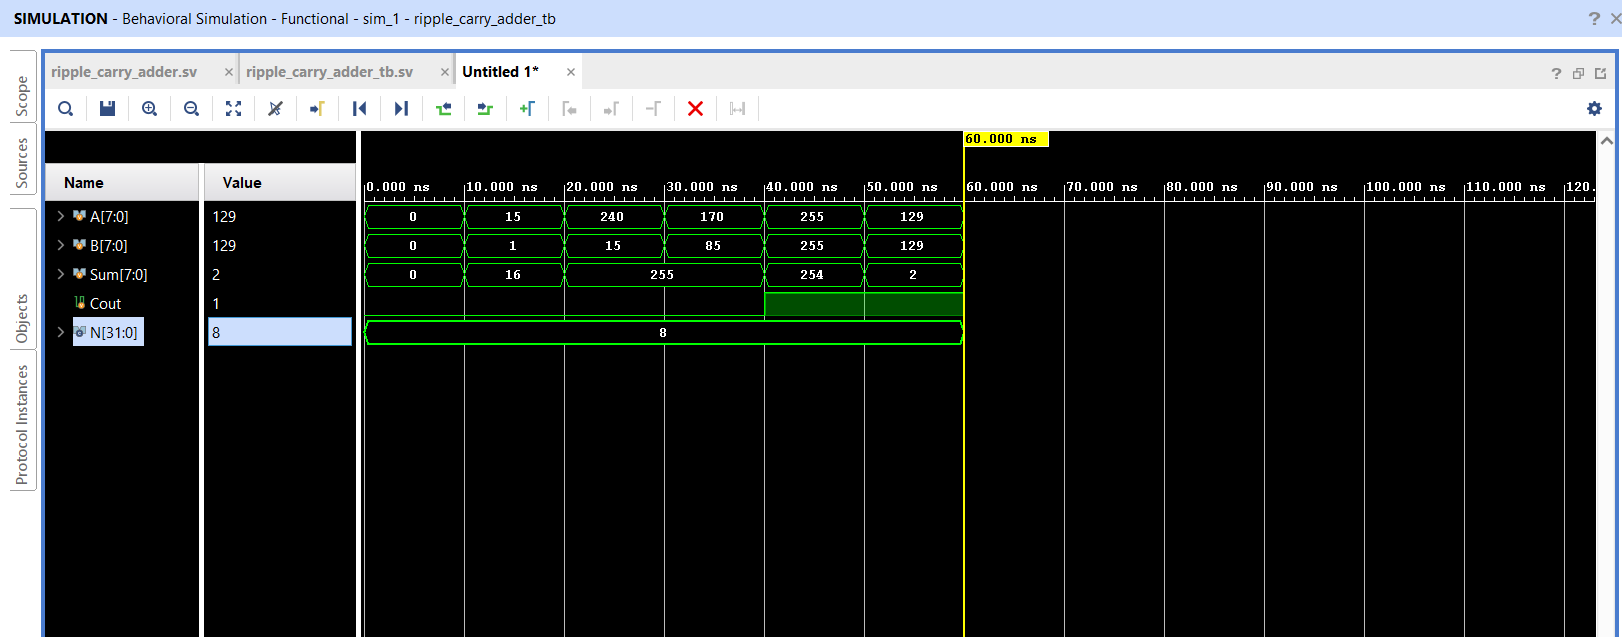 SIMULATION - Behavioral Simulation - Functional - sim_1 - ripple_carry_adder_tb
? ×
Scope
Sources
Objects
Protocol Instances
ripple_carry_adder.sv × ripple_carry_adder_tb.sv × Untitled 1* ×
?
60.000 ns
Name Value
0.000 ns 10.000 ns 20.000 ns 30.000 ns 40.000 ns 50.000 ns 60.000 ns 70.000 ns 80.000 ns 90.000 ns 100.000 ns 110.000 ns 120.
A[7:0] 129 0 15 240 170 255 129
B[7:0] 129 0 1 15 85 255 129
Sum[7:0] 2 0 16 255 254 2
Cout 1
N[31:0] 8 8